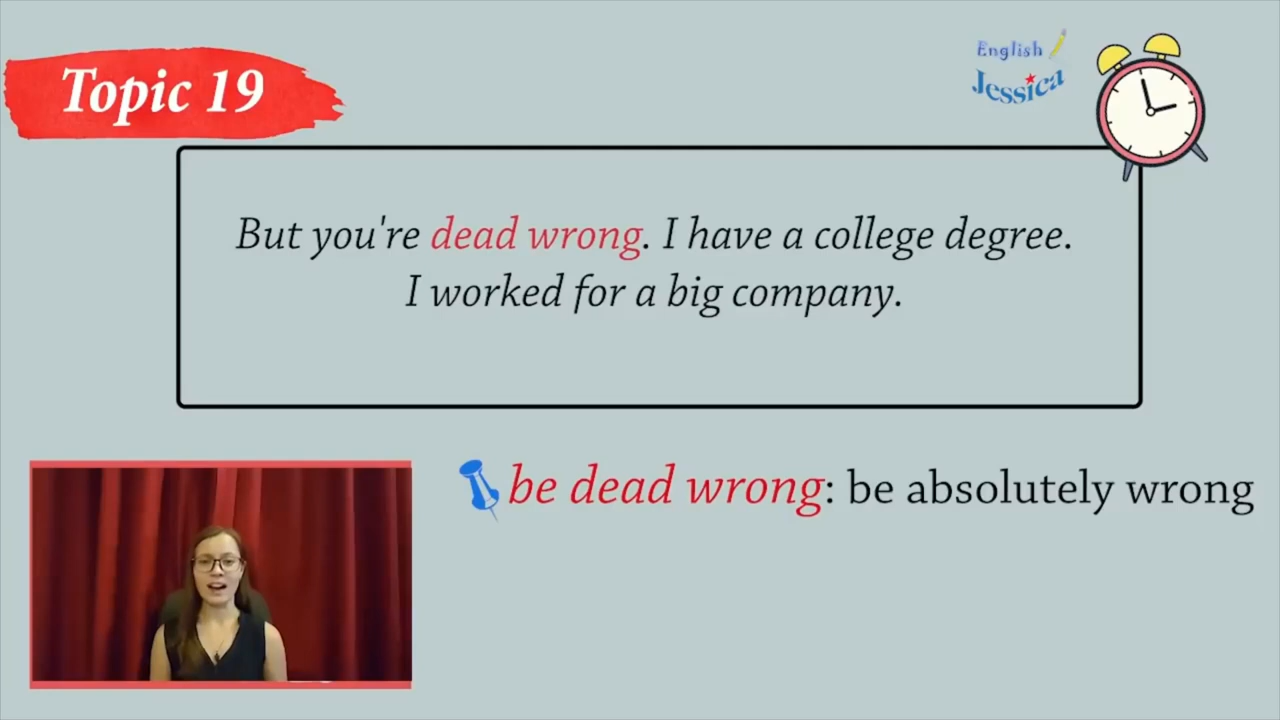 Topic 19
English
Jessica
But you're dead wrong. I have a college degree.
I worked for a big company.
be dead wrong: be absolutely wrong